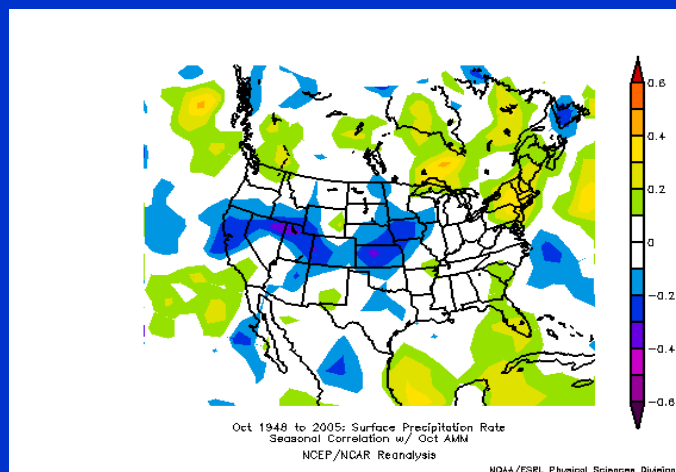 0.6
0.4
0.2
0
-0.2
-0.4
-0.6
Oct 1948 to 2005: Surface Precipitation Rate
Seasonal Correlation w/ Oct AMM
NCEP/NCAR Reanalysis
NOAA/ESRL Physical Sciences Division